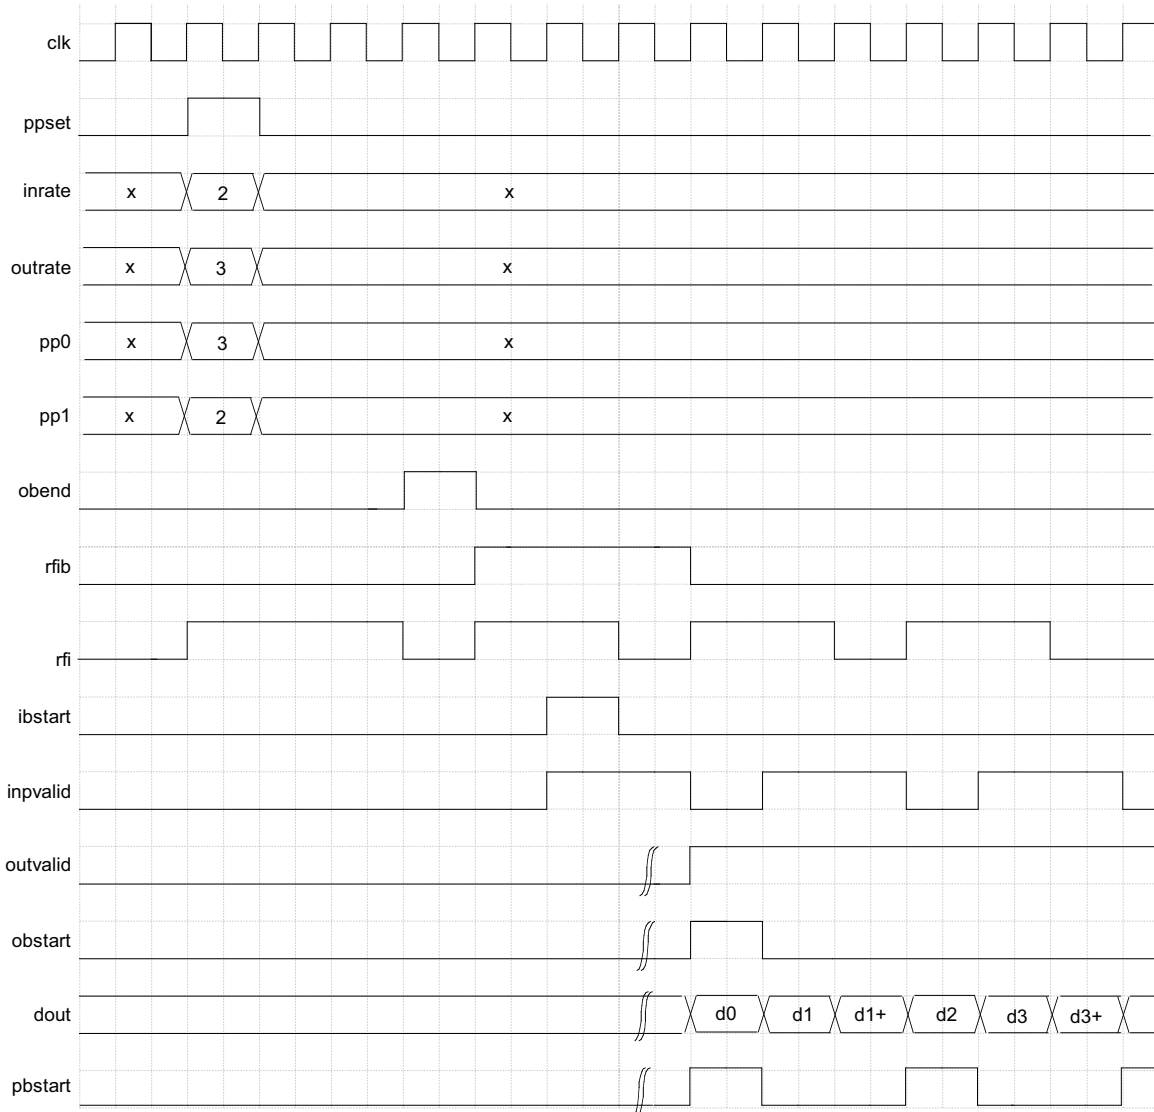 clk
ppset
inrate x 2 x
outrate x 3 x
pp0 x 3 x
pp1 x 2 x
obend
rfib
rfi
ibstart
inpvalid
outvalid
obstart
dout d0 d1 d1+ d2 d3 d3+
pbstart